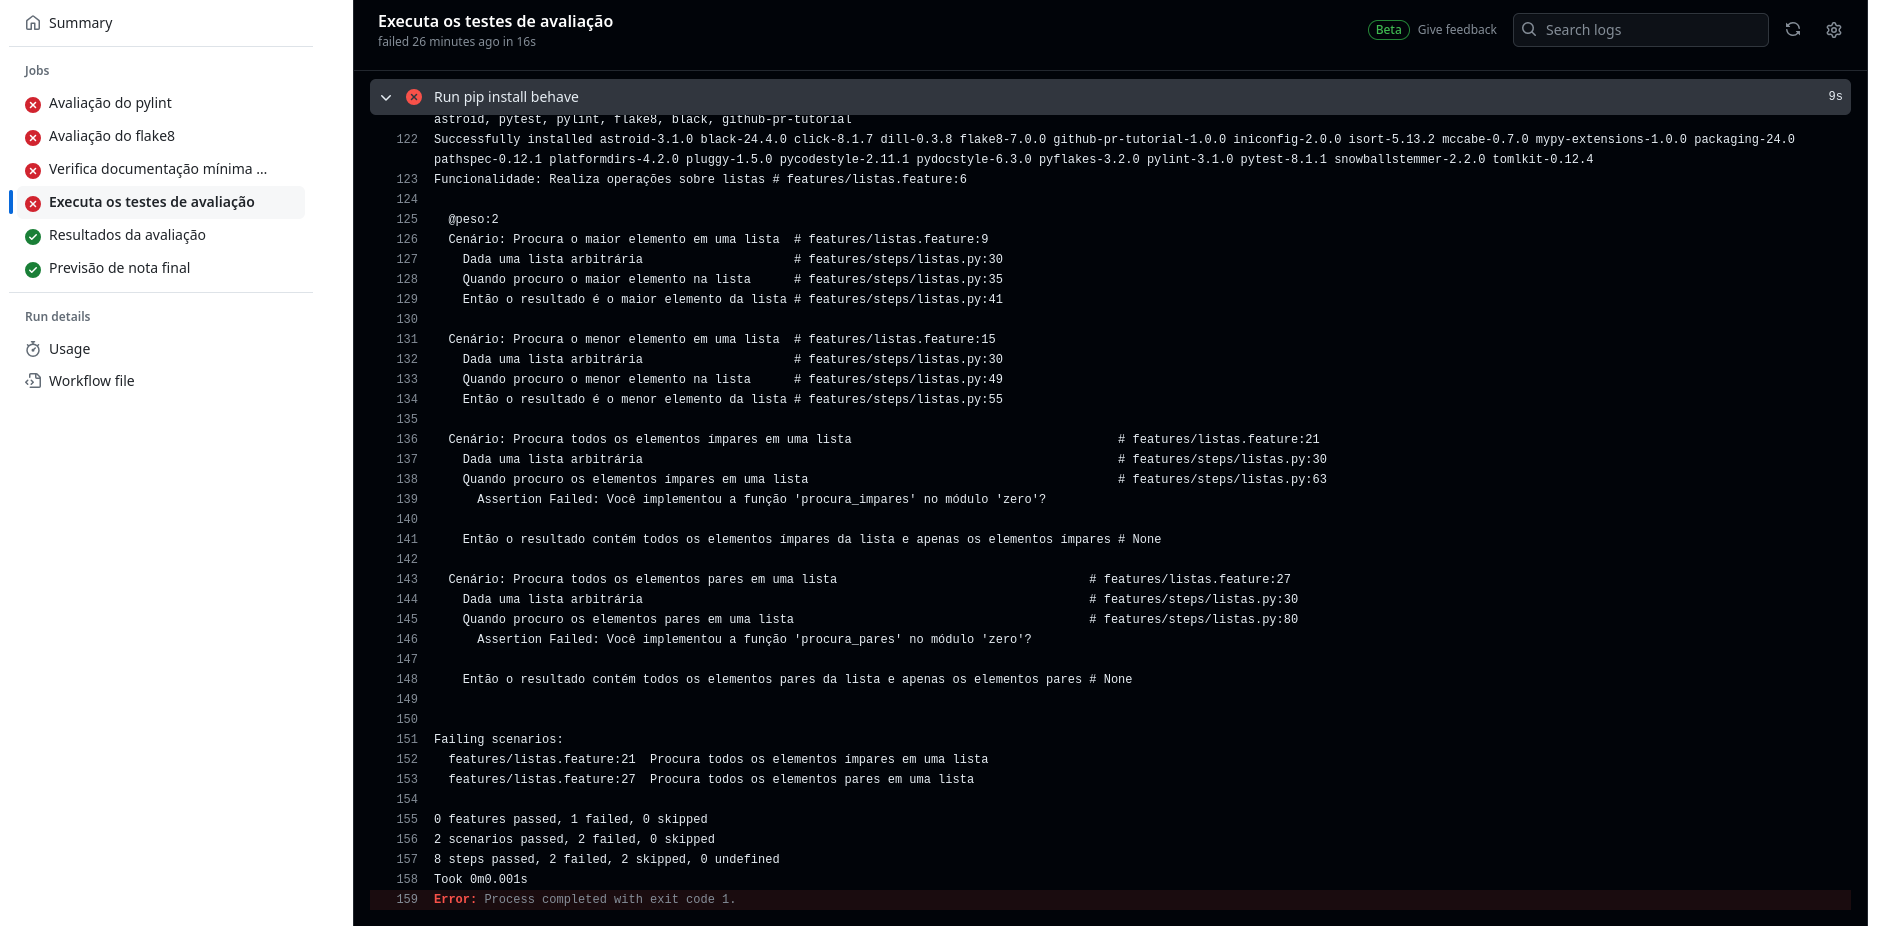 Summary
Jobs
Avaliação do pylint
Avaliação do flake8
Verifica documentação mínima ...
Executa os testes de avaliação
Resultados da avaliação
Previsão de nota final
Run details
Usage
Workflow file
Executa os testes de avaliação
failed 26 minutes ago in 16s
Beta Give feedback
Search logs
Run pip install behave 9s
astroid, pytest, pylint, flake8, black, github-pr-tutorial
122 Successfully installed astroid-3.1.0 black-24.4.0 click-8.1.7 dill-0.3.8 flake8-7.0.0 github-pr-tutorial-1.0.0 iniconfig-2.0.0 isort-5.13.2 mccabe-0.7.0 mypy-extensions-1.0.0 packaging-24.0
pathspec-0.12.1 platformdirs-4.2.0 pluggy-1.5.0 pycodestyle-2.11.1 pydocstyle-6.3.0 pyflakes-3.2.0 pylint-3.1.0 pytest-8.1.1 snowballstemmer-2.2.0 tomlkit-0.12.4
123 Funcionalidade: Realiza operações sobre listas # features/listas.feature:6
124
125 @peso:2
126 Cenário: Procura o maior elemento em uma lista # features/listas.feature:9
127 Dada uma lista arbitrária # features/steps/listas.py:30
128 Quando procuro o maior elemento na lista # features/steps/listas.py:35
129 Então o resultado é o maior elemento da lista # features/steps/listas.py:41
130
131 Cenário: Procura o menor elemento em uma lista # features/listas.feature:15
132 Dada uma lista arbitrária # features/steps/listas.py:30
133 Quando procuro o menor elemento na lista # features/steps/listas.py:49
134 Então o resultado é o menor elemento da lista # features/steps/listas.py:55
135
136 Cenário: Procura todos os elementos ímpares em uma lista # features/listas.feature:21
137 Dada uma lista arbitrária # features/steps/listas.py:30
138 Quando procuro os elementos ímpares em uma lista # features/steps/listas.py:63
139 Assertion Failed: Você implementou a função 'procura_impares' no módulo 'zero'?
140
141 Então o resultado contém todos os elementos ímpares da lista e apenas os elementos ímpares # None
142
143 Cenário: Procura todos os elementos pares em uma lista # features/listas.feature:27
144 Dada uma lista arbitrária # features/steps/listas.py:30
145 Quando procuro os elementos pares em uma lista # features/steps/listas.py:80
146 Assertion Failed: Você implementou a função 'procura_pares' no módulo 'zero'?
147
148 Então o resultado contém todos os elementos pares da lista e apenas os elementos pares # None
149
150
151 Failing scenarios:
152 features/listas.feature:21 Procura todos os elementos ímpares em uma lista
153 features/listas.feature:27 Procura todos os elementos pares em uma lista
154
155 0 features passed, 1 failed, 0 skipped
156 2 scenarios passed, 2 failed, 0 skipped
157 8 steps passed, 2 failed, 2 skipped, 0 undefined
158 Took 0m0.001s
159 Error: Process completed with exit code 1.